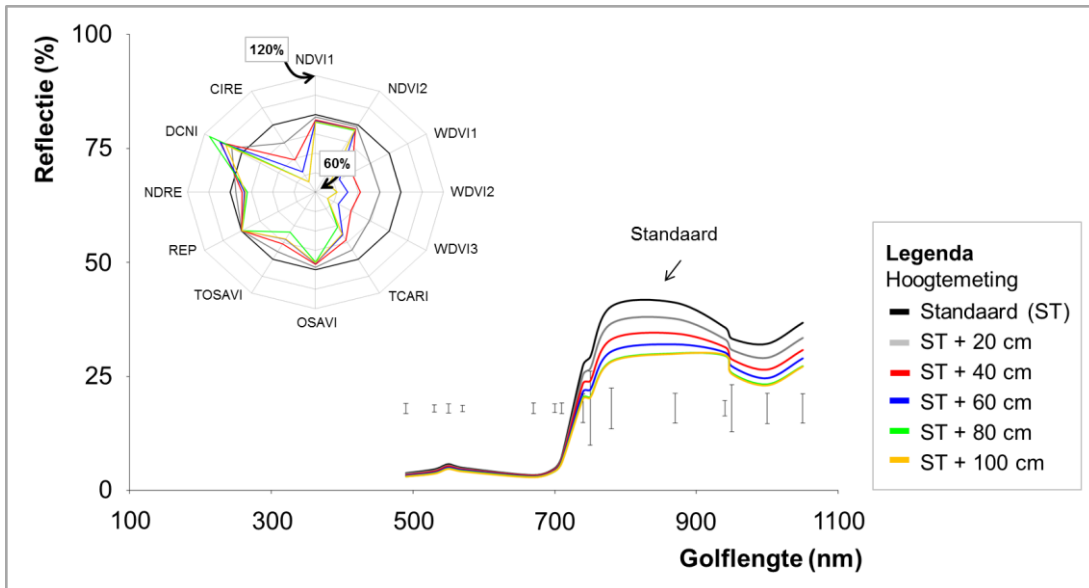 Reflectie (%)
100
75
50
25
0
100
300
500
700
900
1100
Golflengte (nm)
120%
60%
NDVI1
NDVI2
WDVI1
WDVI2
WDVI3
TCARI
OSAVI
TOSAVI
REP
NDRE
DCNI
CIRE
Standaard
Legenda
Hoogtemeting
Standaard (ST)
ST + 20 cm
ST + 40 cm
ST + 60 cm
ST + 80 cm
ST + 100 cm